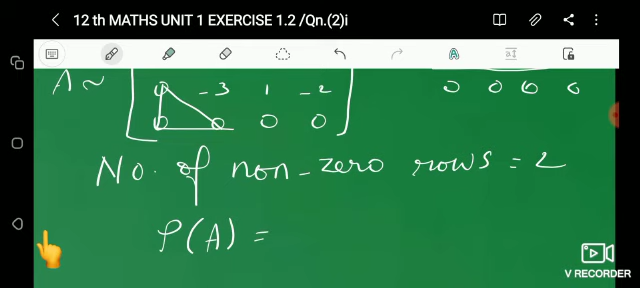 12 th MATHS UNIT 1 EXERCISE 1.2 /Qn.(2)i
A ~ 0 -3 1 -2 0 0 0 0
0 0 0 0
No. of non-zero rows = 2
ρ(A) =
V RECORDER